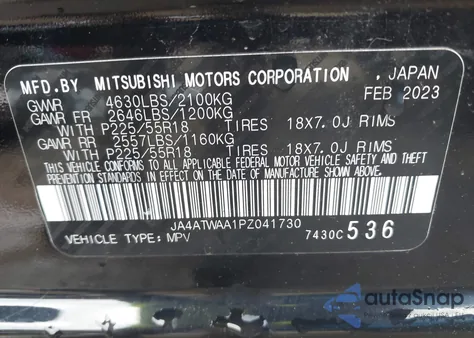 MFD.BY MITSUBISHI MOTORS CORPORATION , JAPAN
GVWR 4630LBS/2100KG FEB 2023
GAWR FR 2646LBS/1200KG
WITH P225/55R18 TIRES 18X7.0J RIMS
GAWR RR 2557LBS/1160KG
WITH P225/55R18 TIRES 18X7.0J RIMS
THIS VEHICLE CONFORMS TO ALL APPLICABLE FEDERAL MOTOR VEHICLE SAFETY AND THEFT PREVENTION STANDARDS IN EFFECT ON THE DATE OF MANUFACTURE SHOWN ABOVE.
JA4ATWAA1PZ041730
VEHICLE TYPE: MPV 7430C 536
autoSnap